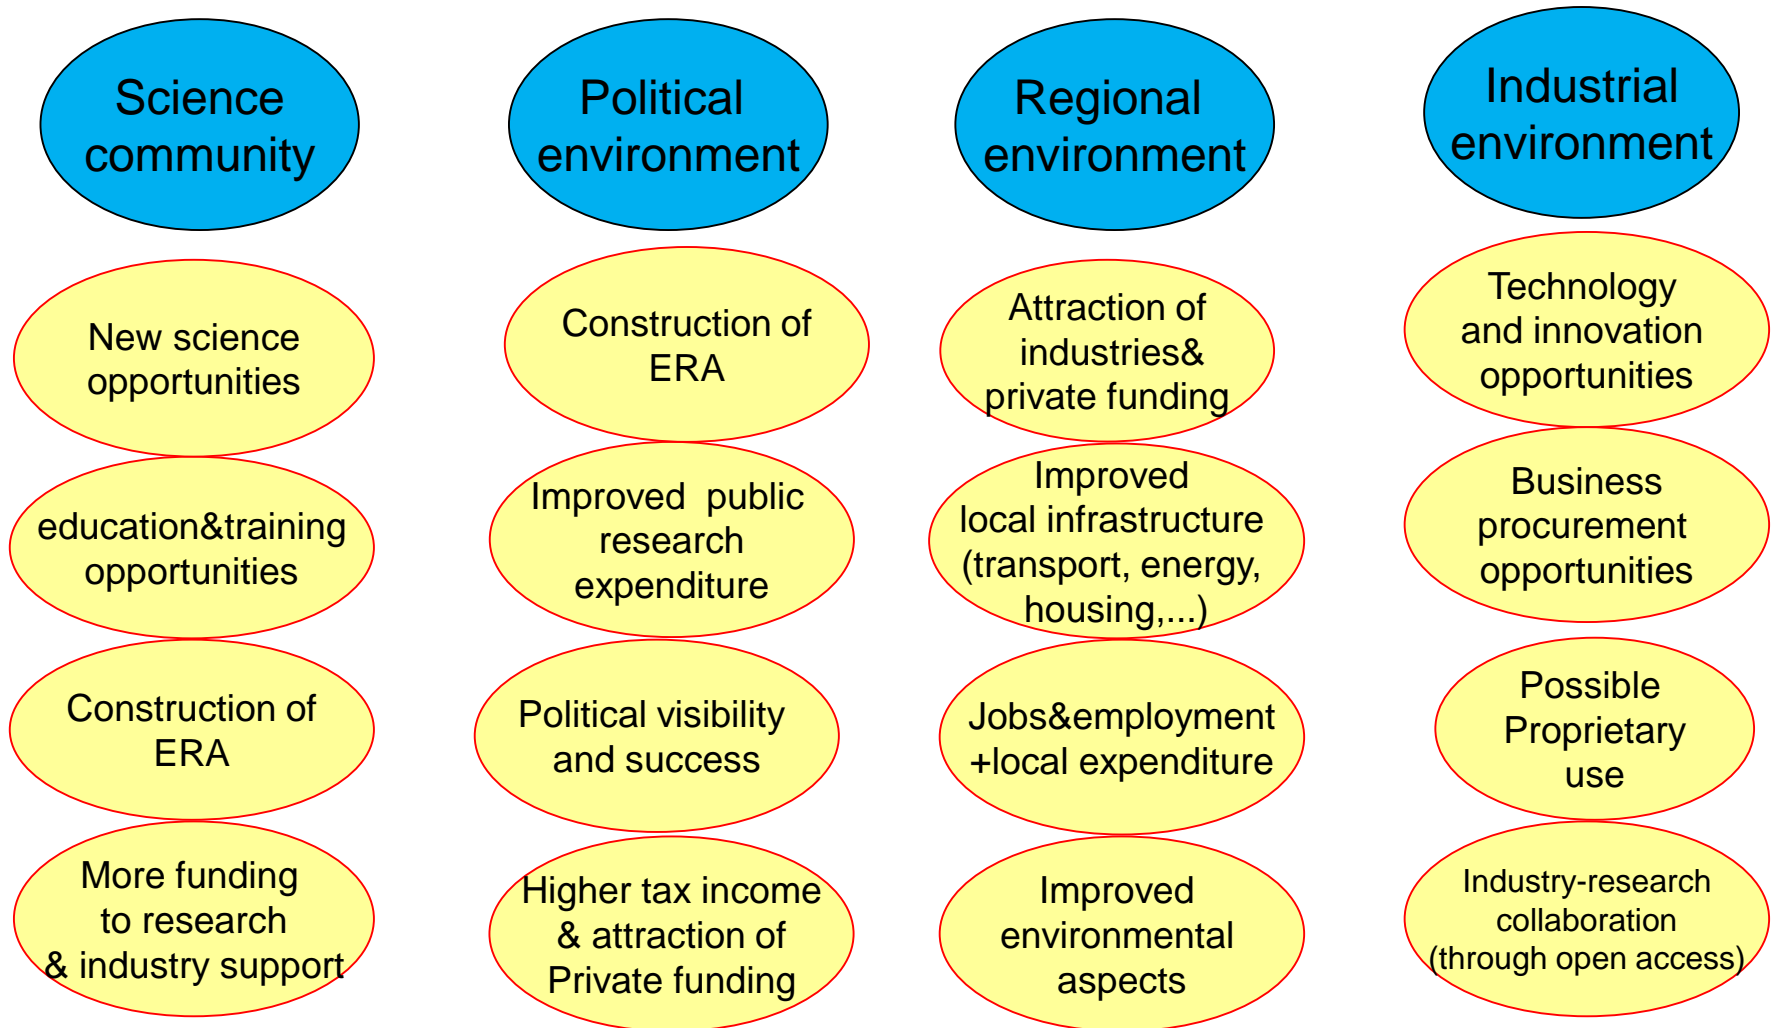 Science
community
Political
environment
Regional
environment
Industrial
environment
New science
opportunities
education&training
opportunities
Construction of
ERA
More funding
to research
& industry support
Construction of
ERA
Improved public
research
expenditure
Political visibility
and success
Higher tax income
& attraction of
Private funding
Attraction of
industries&
private funding
Improved
local infrastructure
(transport, energy,
housing,...)
Jobs&employment
+local expenditure
Improved
environmental
aspects
Technology
and innovation
opportunities
Business
procurement
opportunities
Possible
Proprietary
use
Industry-research
collaboration
(through open access)